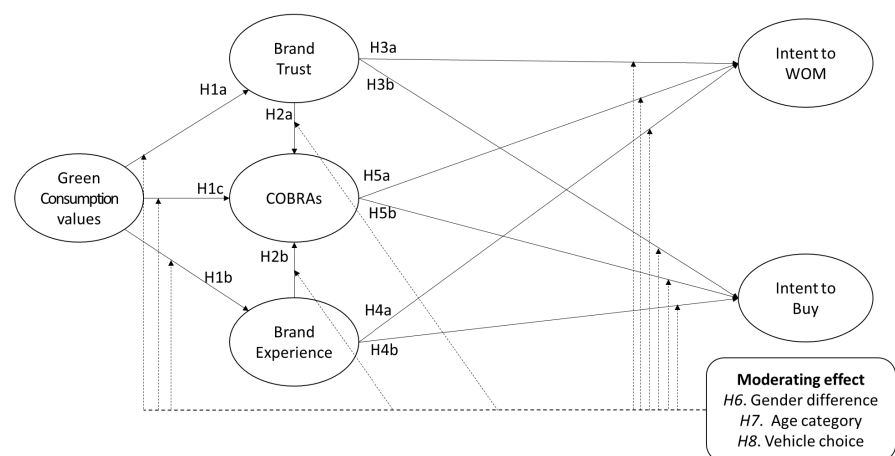 Brand
Trust
H3a
H3b
Intent to
WOM
H1a
H2a
Green
Consumption
values
H1c
COBRAs
H5a
H5b
H2b
H1b
Brand
Experience
H4a
H4b
Intent to
Buy
Moderating effect
H6. Gender difference
H7. Age category
H8. Vehicle choice